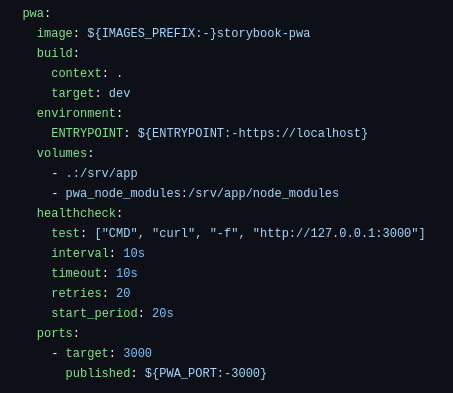 pwa:
  image: ${IMAGES_PREFIX:-}storybook-pwa
  build:
    context: .
    target: dev
  environment:
    ENTRYPOINT: ${ENTRYPOINT:-https://localhost}
  volumes:
    - .:/srv/app
    - pwa_node_modules:/srv/app/node_modules
  healthcheck:
    test: ["CMD", "curl", "-f", "http://127.0.0.1:3000"]
    interval: 10s
    timeout: 10s
    retries: 20
    start_period: 20s
  ports:
    - target: 3000
      published: ${PWA_PORT:-3000}